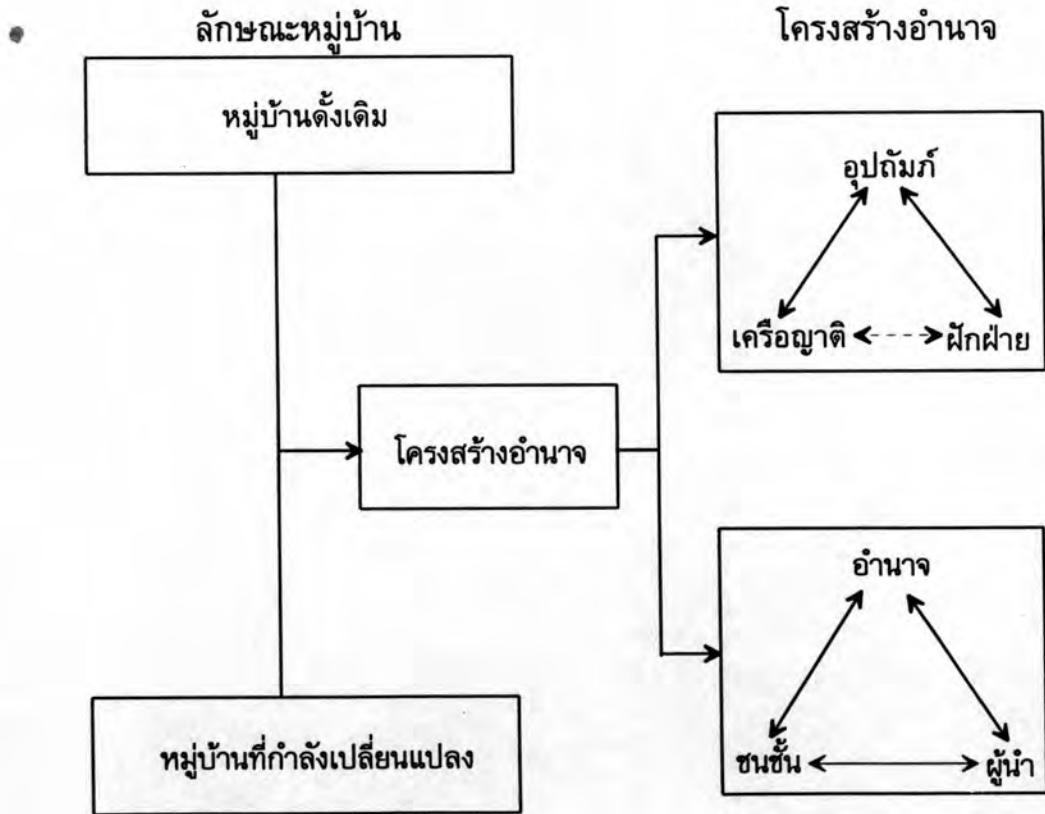 ลักษณะหมู่บ้าน
โครงสร้างอำนาจ
หมู่บ้านดั้งเดิม
อุปถัมภ์
เครือญาติ
ฝักฝ่าย
โครงสร้างอำนาจ
อำนาจ
ชนชั้น
ผู้นำ
หมู่บ้านที่กำลังเปลี่ยนแปลง